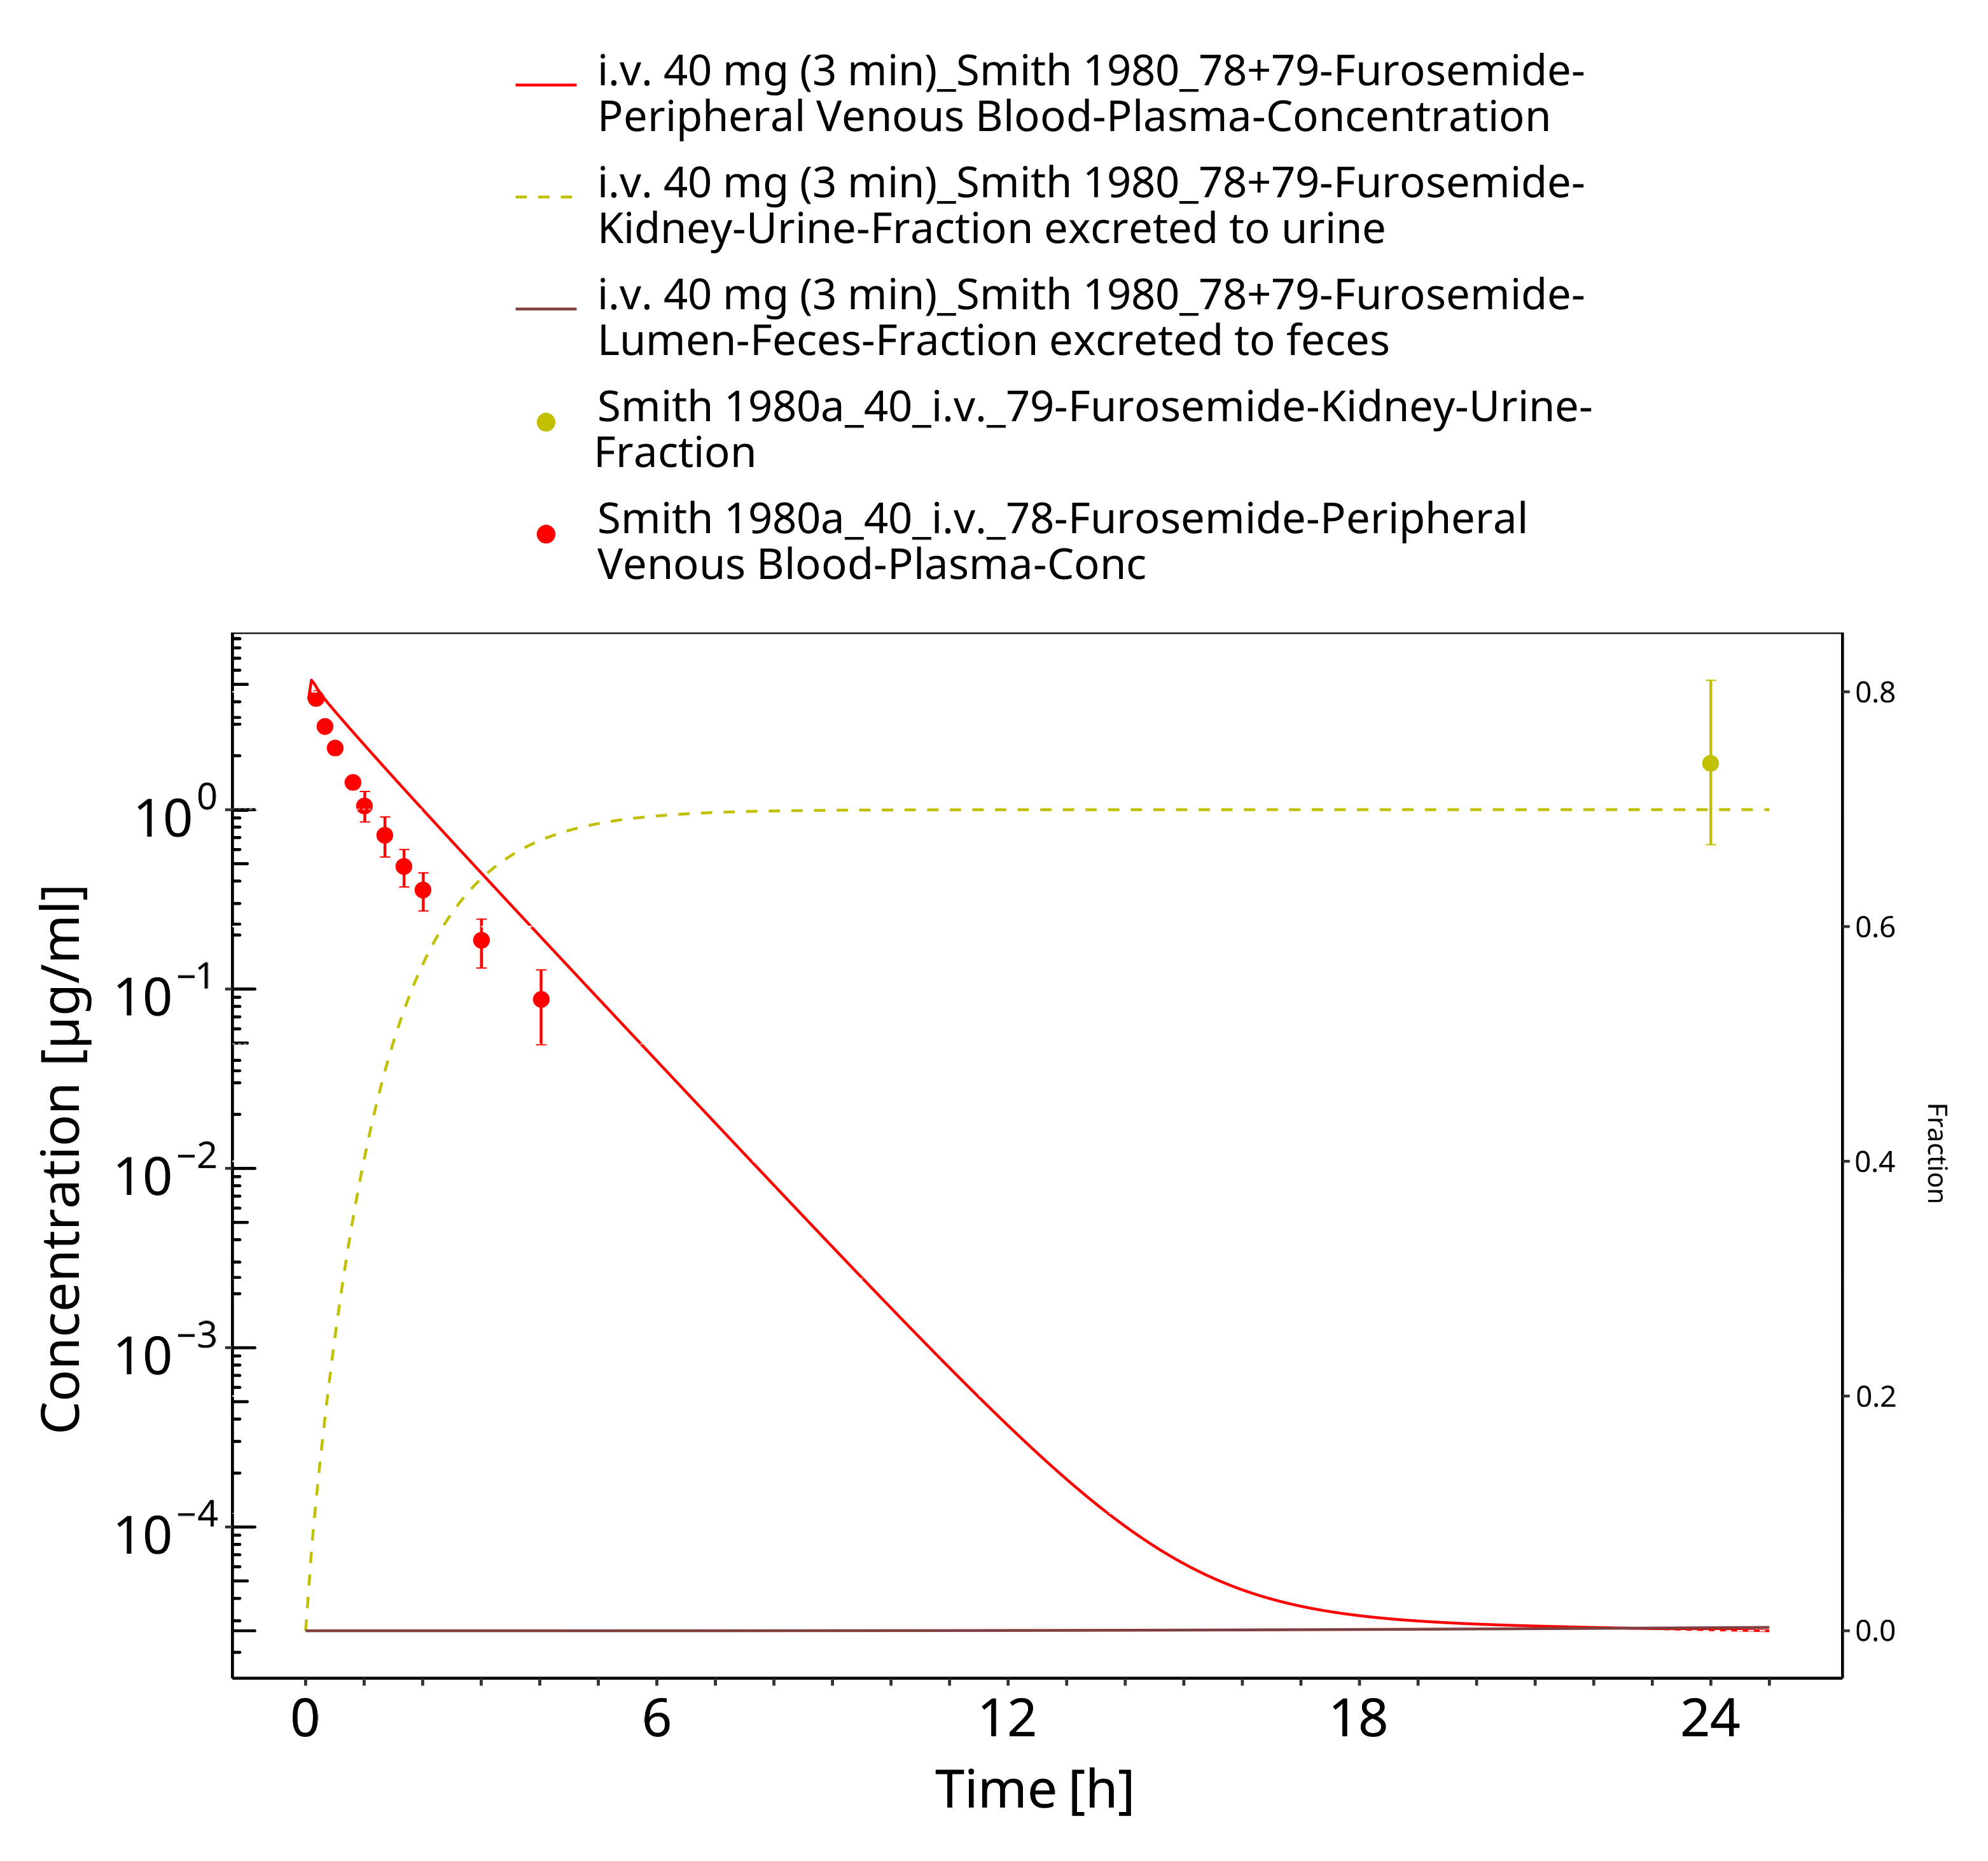 i.v. 40 mg (3 min)_Smith 1980_78+79-Furosemide-
Peripheral Venous Blood-Plasma-Concentration
i.v. 40 mg (3 min)_Smith 1980_78+79-Furosemide-
Kidney-Urine-Fraction excreted to urine
i.v. 40 mg (3 min)_Smith 1980_78+79-Furosemide-
Lumen-Feces-Fraction excreted to feces
Smith 1980a_40_i.v._79-Furosemide-Kidney-Urine-
Fraction
Smith 1980a_40_i.v._78-Furosemide-Peripheral
Venous Blood-Plasma-Conc
Concentration [µg/ml]
10⁰
10⁻¹
10⁻²
10⁻³
10⁻⁴
0.8
0.6
0.4
0.2
0.0
Fraction
0 6 12 18 24
Time [h]